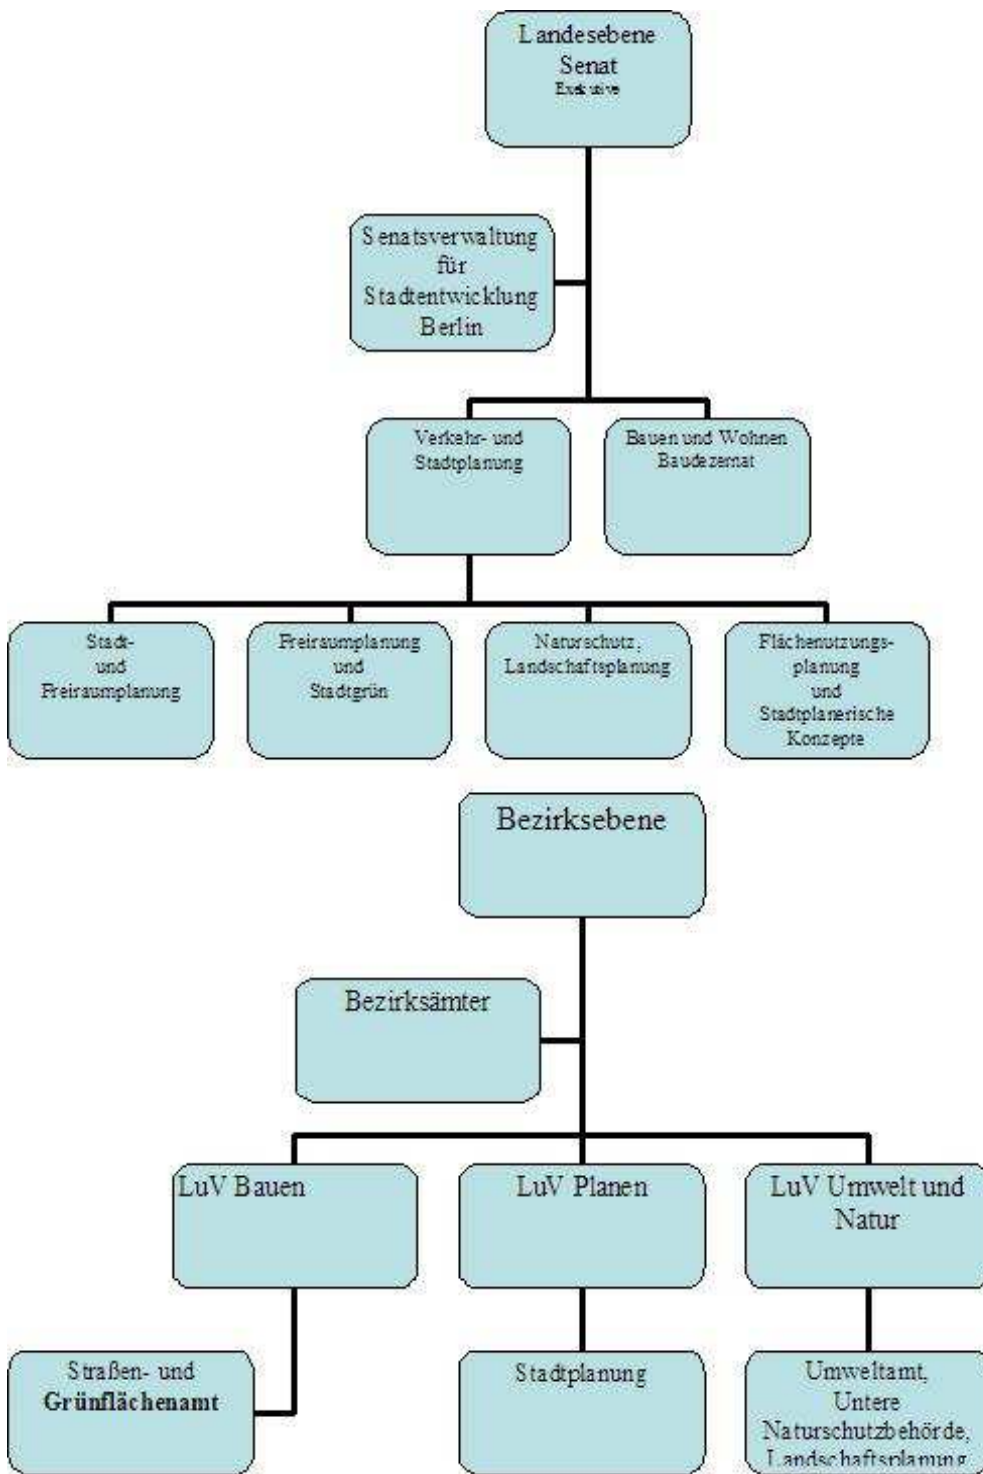 Landesebene
Senat
Exekutive
Senatsverwaltung
für
Stadtentwicklung
Berlin
Verkehr- und
Stadtplanung
Bauen und Wohnen
Baudezernat
Stadt-
und
Freiraumplanung
Freiraumplanung
und
Stadtgrün
Naturschutz,
Landschaftsplanung
Flächenutzungs-
planung
und
Stadtplanerische
Konzepte
Bezirksebene
Bezirksämter
LuV Bauen
LuV Planen
LuV Umwelt und
Natur
Straßen- und
Grünflächenamt
Stadtplanung
Umweltamt,
Untere
Naturschutzbehörde,
Landschaftsplanung